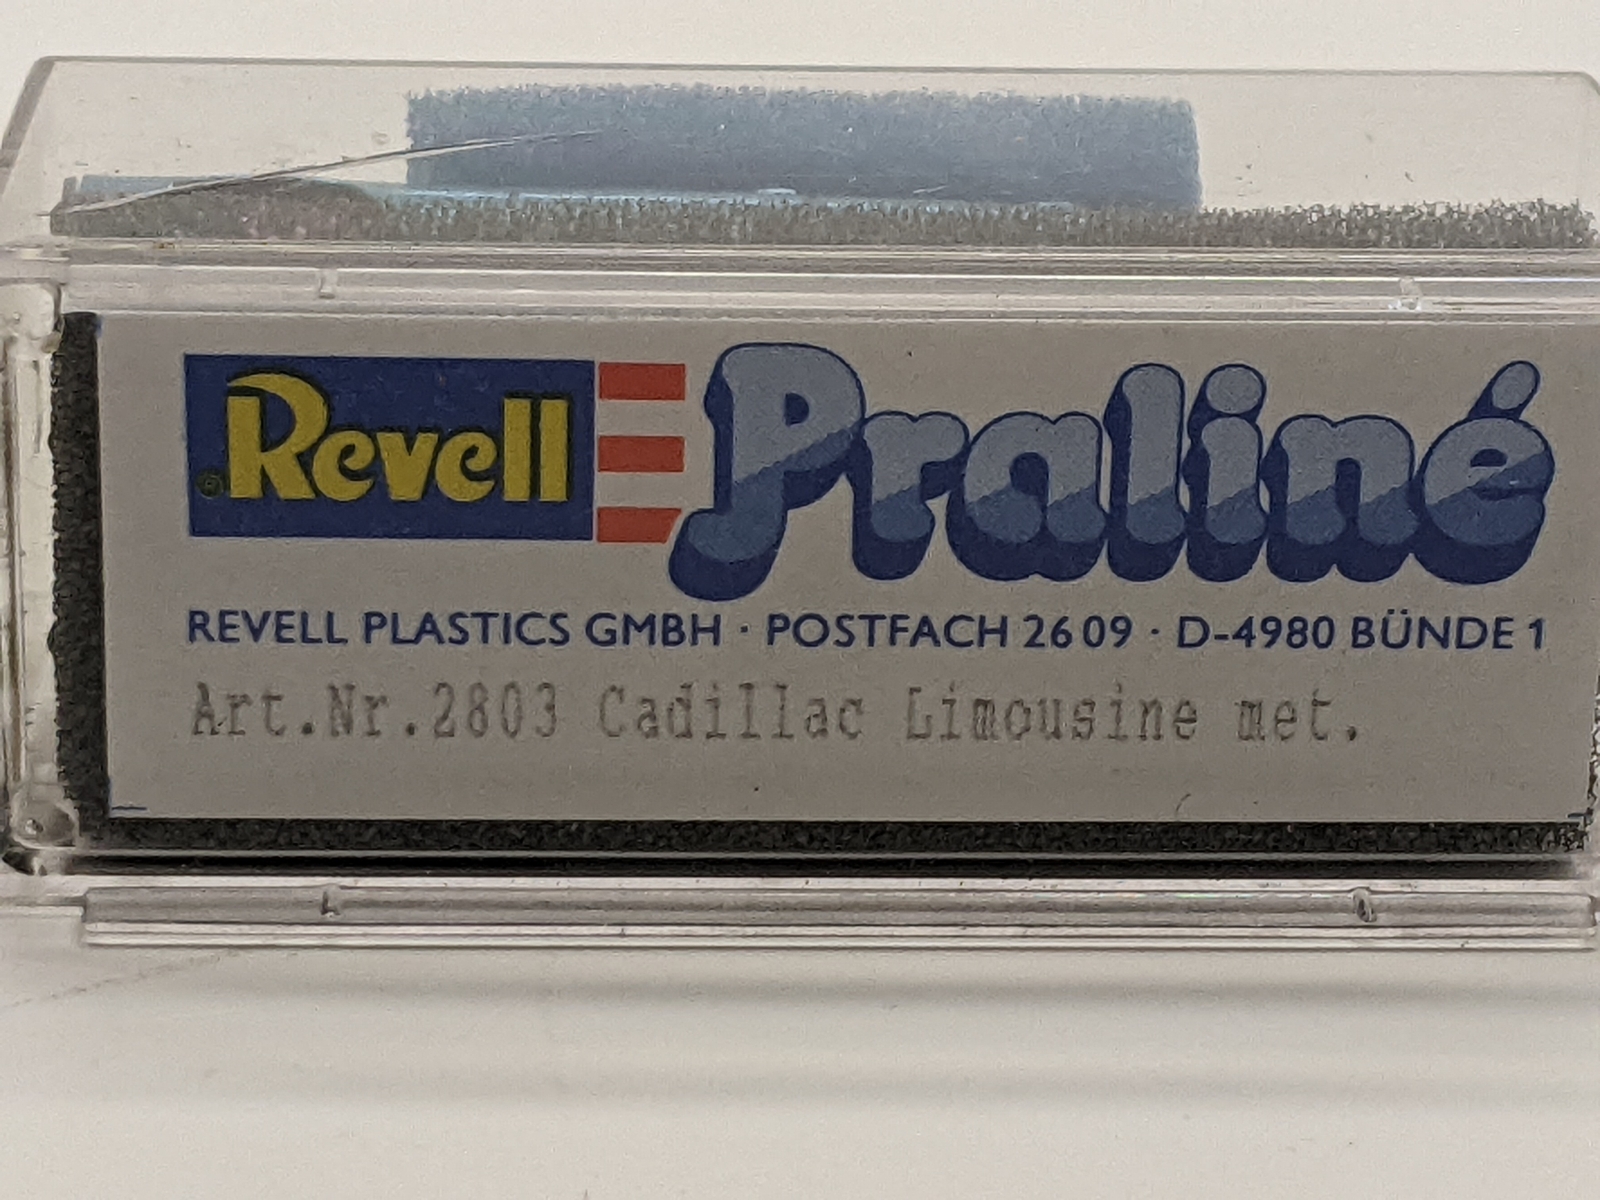 Revell Praliné
REVELL PLASTICS GMBH · POSTFACH 26 09 · D-4980 BÜNDE 1
Art.Nr.2803 Cadillac Limousine met.